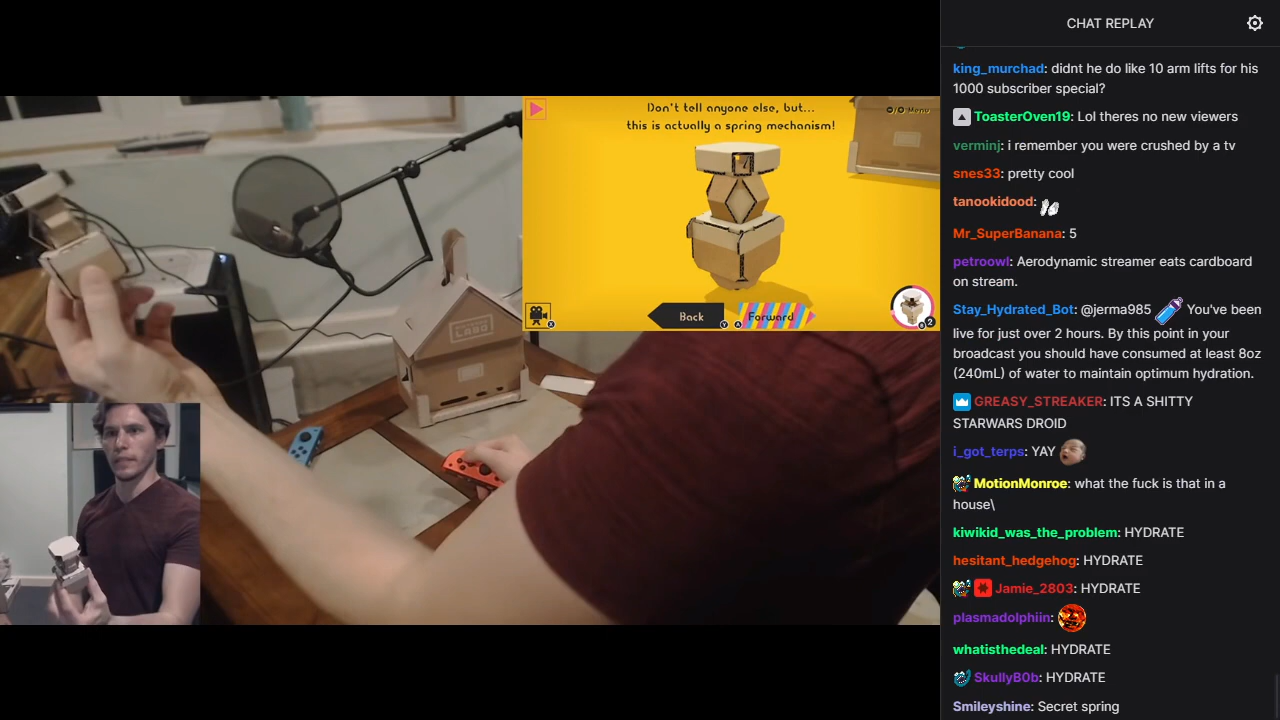 Don't tell anyone else, but...
this is actually a spring mechanism!
Menu
Back
Forward
LABO
CHAT REPLAY
king_murchad: didnt he do like 10 arm lifts for his
1000 subscriber special?
ToasterOven19: Lol theres no new viewers
verminj: i remember you were crushed by a tv
snes33: pretty cool
tanookidood:
Mr_SuperBanana: 5
petroowl: Aerodynamic streamer eats cardboard
on stream.
Stay_Hydrated_Bot: @jerma985 You've been
live for just over 2 hours. By this point in your
broadcast you should have consumed at least 8oz
(240mL) of water to maintain optimum hydration.
GREASY_STREAKER: ITS A SHITTY
STARWARS DROID
i_got_terps: YAY
MotionMonroe: what the fuck is that in a
house\
kiwikid_was_the_problem: HYDRATE
hesitant_hedgehog: HYDRATE
Jamie_2803: HYDRATE
plasmadolphiin:
whatisthedeal: HYDRATE
SkullyB0b: HYDRATE
Smileyshine: Secret spring